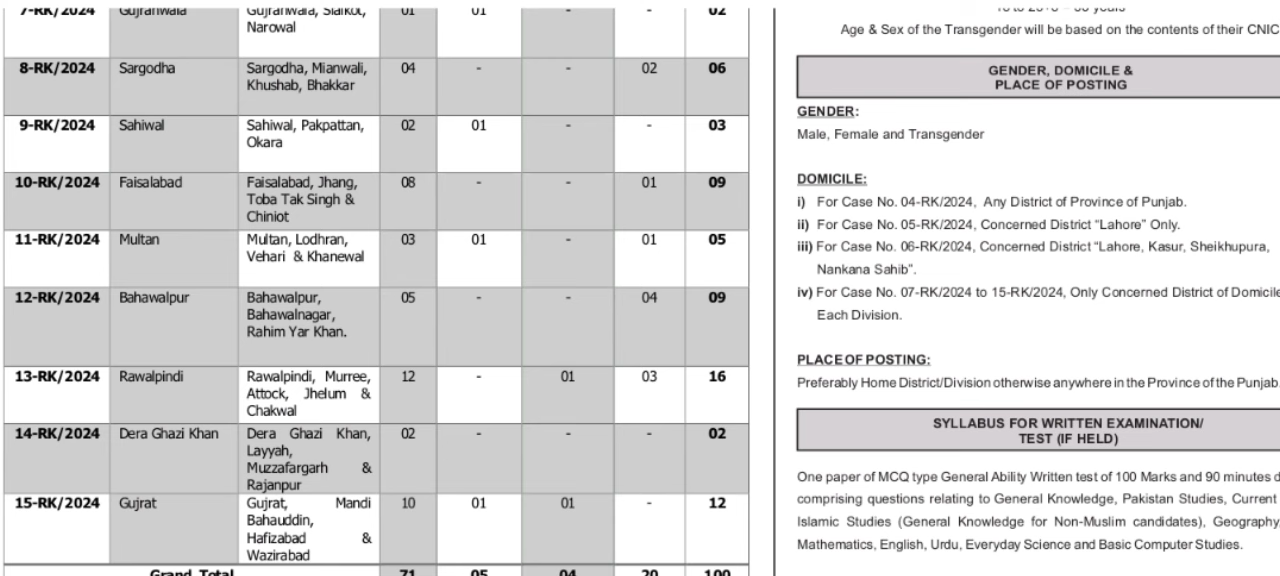 7-RK/2024 Gujranwala Gujranwala, Sialkot, 01 01 - - 02
Narowal
8-RK/2024 Sargodha Sargodha, Mianwali, 04 - - 02 06
Khushab, Bhakkar
9-RK/2024 Sahiwal Sahiwal, Pakpattan, 02 01 - - 03
Okara
10-RK/2024 Faisalabad Faisalabad, Jhang, 08 - - 01 09
Toba Tak Singh &
Chiniot
11-RK/2024 Multan Multan, Lodhran, 03 01 - 01 05
Vehari & Khanewal
12-RK/2024 Bahawalpur Bahawalpur, 05 - - 04 09
Bahawalnagar,
Rahim Yar Khan.
13-RK/2024 Rawalpindi Rawalpindi, Murree, 12 - 01 03 16
Attock, Jhelum &
Chakwal
14-RK/2024 Dera Ghazi Khan Dera Ghazi Khan, 02 - - - 02
Layyah,
Muzzafargarh &
Rajanpur
15-RK/2024 Gujrat Gujrat, Mandi 10 01 01 - 12
Bahauddin,
Hafizabad &
Wazirabad
Grand Total 71 05 04 20 100
Age & Sex of the Transgender will be based on the contents of their CNIC
GENDER, DOMICILE &
PLACE OF POSTING
GENDER:
Male, Female and Transgender
DOMICILE:
i) For Case No. 04-RK/2024, Any District of Province of Punjab.
ii) For Case No. 05-RK/2024, Concerned District “Lahore” Only.
iii) For Case No. 06-RK/2024, Concerned District “Lahore, Kasur, Sheikhupura,
Nankana Sahib”.
iv) For Case No. 07-RK/2024 to 15-RK/2024, Only Concerned District of Domicile
Each Division.
PLACE OF POSTING:
Preferably Home District/Division otherwise anywhere in the Province of the Punjab.
SYLLABUS FOR WRITTEN EXAMINATION/
TEST (IF HELD)
One paper of MCQ type General Ability Written test of 100 Marks and 90 minutes d
comprising questions relating to General Knowledge, Pakistan Studies, Current
Islamic Studies (General Knowledge for Non-Muslim candidates), Geography,
Mathematics, English, Urdu, Everyday Science and Basic Computer Studies.